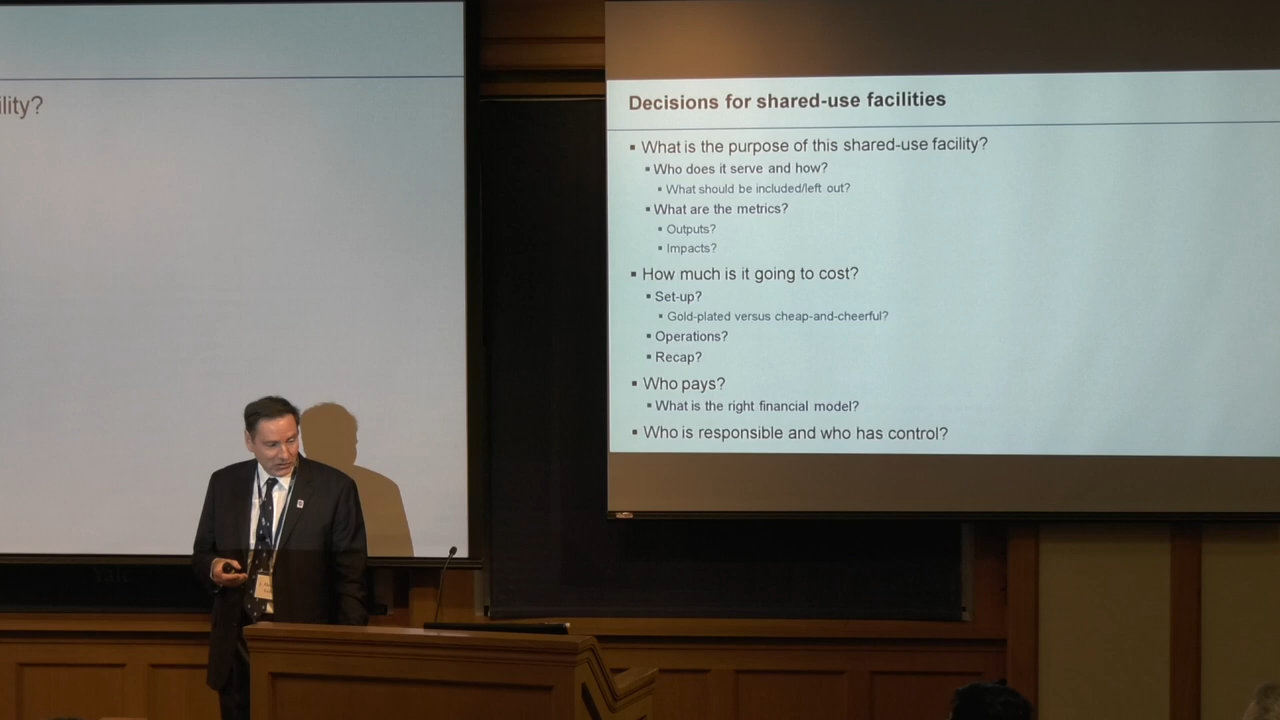 lity?
Decisions for shared-use facilities
What is the purpose of this shared-use facility?
Who does it serve and how?
What should be included/left out?
What are the metrics?
Outputs?
Impacts?
How much is it going to cost?
Set-up?
Gold-plated versus cheap-and-cheerful?
Operations?
Recap?
Who pays?
What is the right financial model?
Who is responsible and who has control?